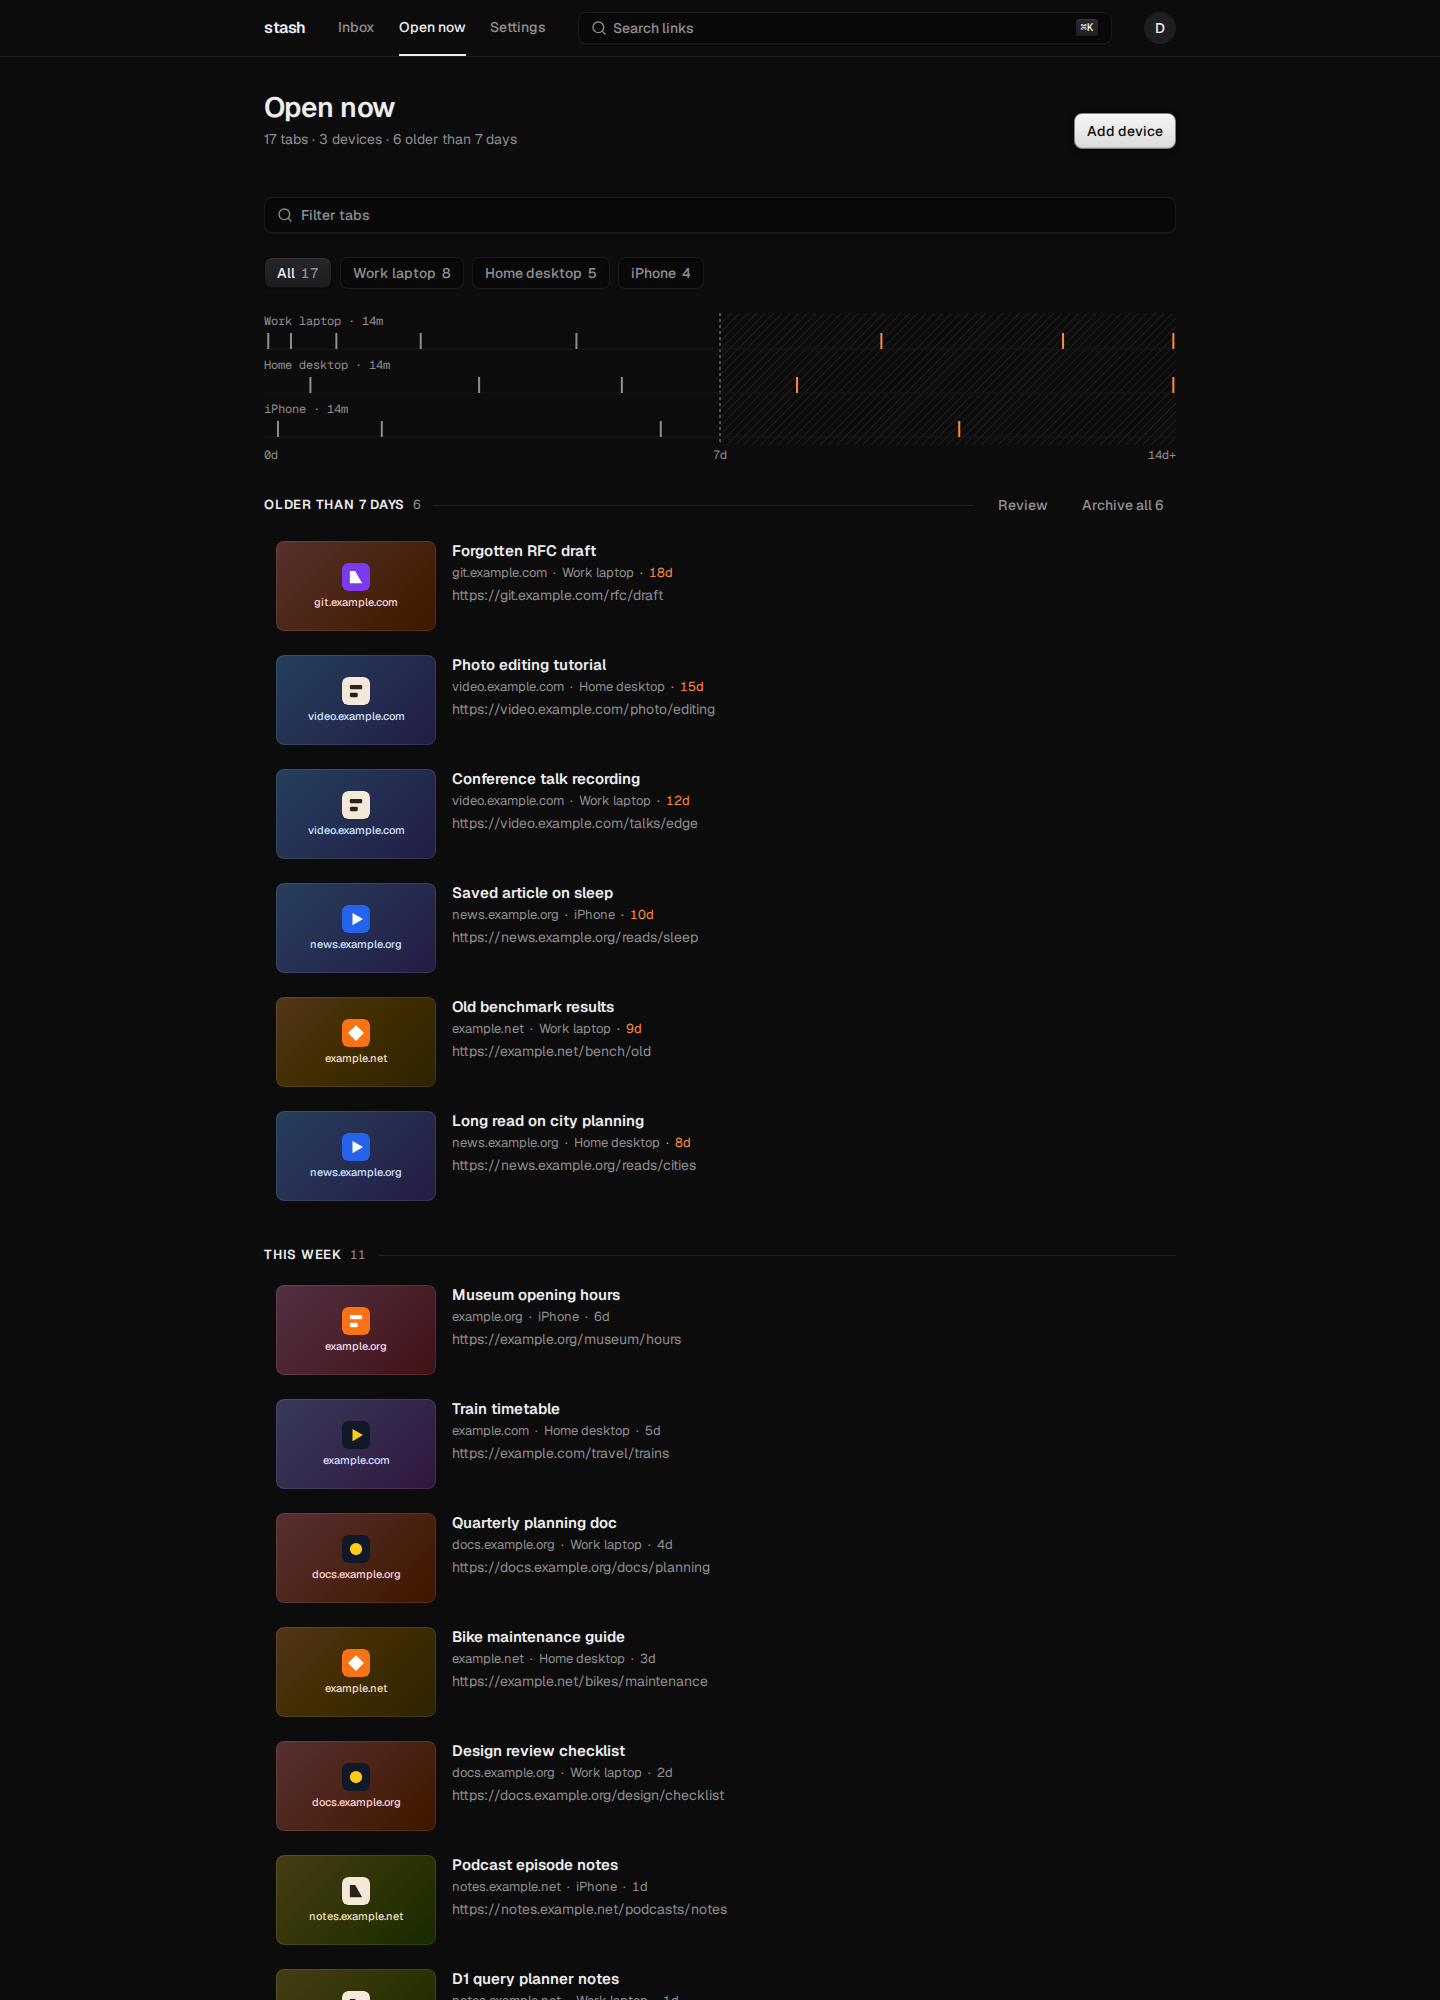 stash Inbox Open now Settings Search links ⌘K D
Open now
17 tabs · 3 devices · 6 older than 7 days
Add device
Filter tabs
All 17 Work laptop 8 Home desktop 5 iPhone 4
Work laptop · 14m
Home desktop · 14m
iPhone · 14m
0d 7d 14d+
OLDER THAN 7 DAYS 6 Review Archive all 6
git.example.com
Forgotten RFC draft
git.example.com · Work laptop · 18d
https://git.example.com/rfc/draft
video.example.com
Photo editing tutorial
video.example.com · Home desktop · 15d
https://video.example.com/photo/editing
video.example.com
Conference talk recording
video.example.com · Work laptop · 12d
https://video.example.com/talks/edge
news.example.org
Saved article on sleep
news.example.org · iPhone · 10d
https://news.example.org/reads/sleep
example.net
Old benchmark results
example.net · Work laptop · 9d
https://example.net/bench/old
news.example.org
Long read on city planning
news.example.org · Home desktop · 8d
https://news.example.org/reads/cities
THIS WEEK 11
example.org
Museum opening hours
example.org · iPhone · 6d
https://example.org/museum/hours
example.com
Train timetable
example.com · Home desktop · 5d
https://example.com/travel/trains
docs.example.org
Quarterly planning doc
docs.example.org · Work laptop · 4d
https://docs.example.org/docs/planning
example.net
Bike maintenance guide
example.net · Home desktop · 3d
https://example.net/bikes/maintenance
docs.example.org
Design review checklist
docs.example.org · Work laptop · 2d
https://docs.example.org/design/checklist
notes.example.net
Podcast episode notes
notes.example.net · iPhone · 1d
https://notes.example.net/podcasts/notes
D1 query planner notes
notes.example.net · Work laptop · 1d